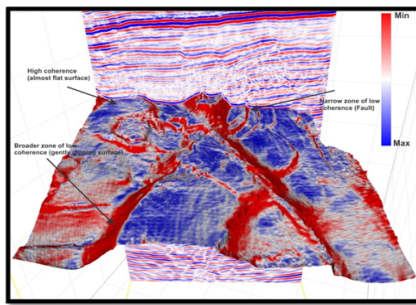 Min
High coherence
(almost flat surface)
Narrow zone of low
coherence (Fault)
Max
Broader zone of low
coherence (gently dipping surface)